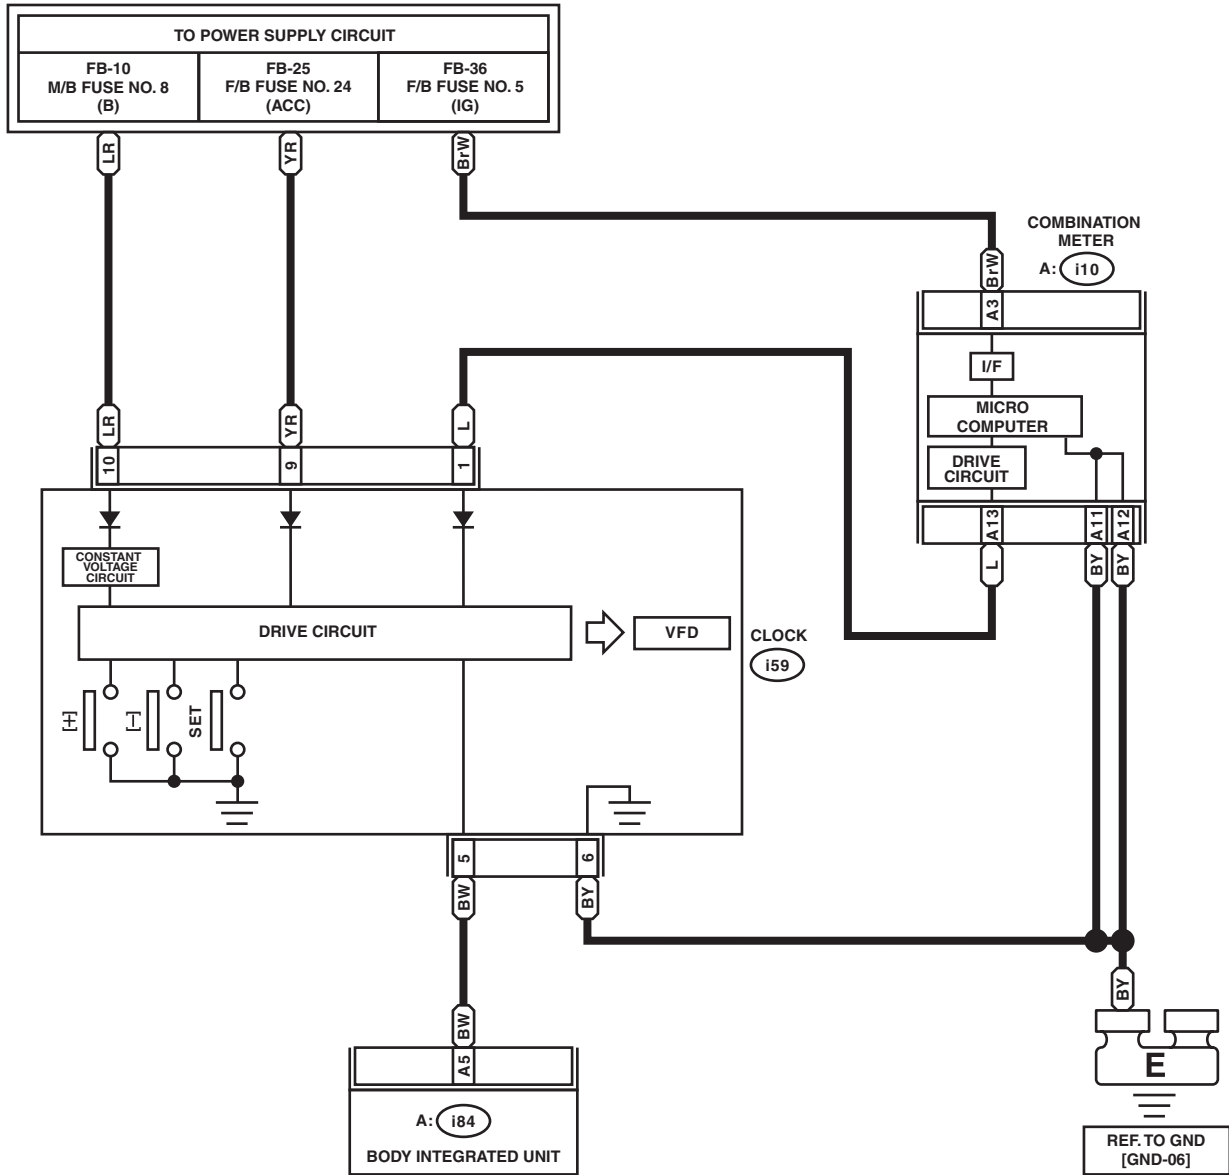 TO POWER SUPPLY CIRCUIT
FB-10
M/B FUSE NO. 8
(B)
FB-25
F/B FUSE NO. 24
(ACC)
FB-36
F/B FUSE NO. 5
(IG)
LR
YR
BrW
COMBINATION
METER
A: i10
BrW
A3
I/F
MICRO
COMPUTER
DRIVE
CIRCUIT
A13
A11
A12
L
BY
BY
LR
YR
L
10
9
1
CONSTANT
VOLTAGE
CIRCUIT
DRIVE CIRCUIT
VFD
CLOCK
i59
[+]
[−]
SET
5
6
BW
BY
BW
A5
A: i84
BODY INTEGRATED UNIT
BY
E
REF. TO GND
[GND-06]